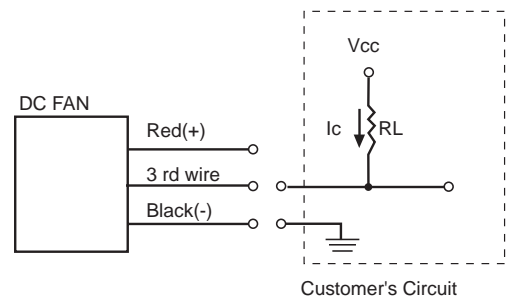 Vcc
DC FAN
Red(+)
Ic
RL
3 rd wire
Black(-)
Customer's Circuit